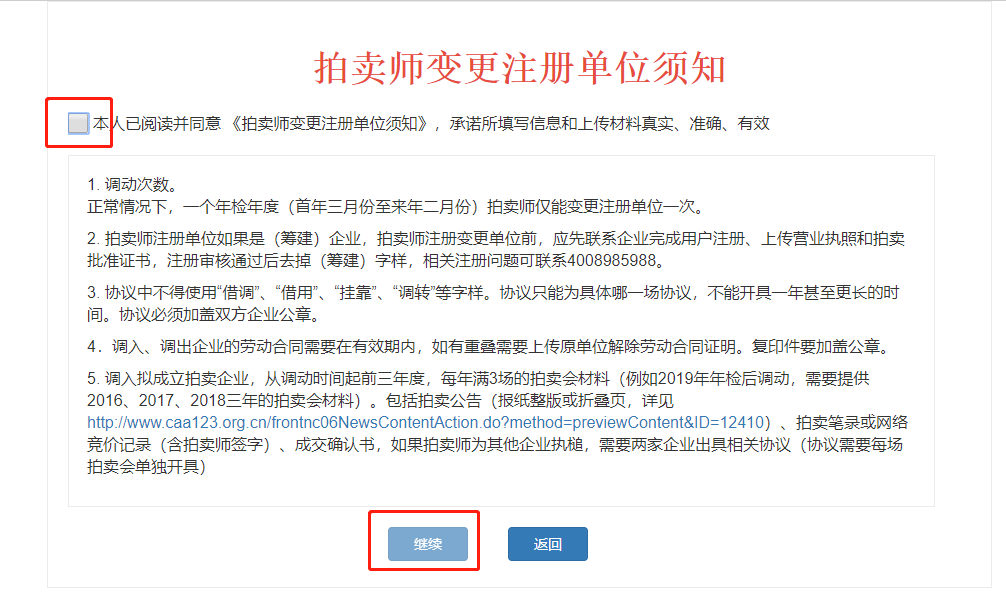 拍卖师变更注册单位须知
本人已阅读并同意 《拍卖师变更注册单位须知》，承诺所填写信息和上传材料真实、准确、有效
1. 调动次数。
正常情况下，一个年检年度（首年三月份至来年二月份）拍卖师仅能变更注册单位一次。
2. 拍卖师注册单位如果是（筹建）企业，拍卖师注册变更单位前，应先联系企业完成用户注册、上传营业执照和拍卖
批准证书，注册审核通过后去掉（筹建）字样，相关注册问题可联系4008985988。
3. 协议中不得使用“借调”、“借用”、“挂靠”、“调转”等字样。协议只能为具体哪一场协议，不能开具一年甚至更长的时
间。协议必须加盖双方企业公章。
4．调入、调出企业的劳动合同需要在有效期内，如有重叠需要上传原单位解除劳动合同证明。复印件要加盖公章。
5. 调入拟成立拍卖企业，从调动时间起前三年度，每年满3场的拍卖会材料（例如2019年年检后调动，需要提供
2016、2017、2018三年的拍卖会材料）。包括拍卖公告（报纸整版或折叠页，详见
http://www.caa123.org.cn/frontnc06NewsContentAction.do?method=previewContent&ID=12410）、拍卖笔录或网络
竞价记录（含拍卖师签字）、成交确认书，如果拍卖师为其他企业执槌，需要两家企业出具相关协议（协议需要每场
拍卖会单独开具）
继续
返回